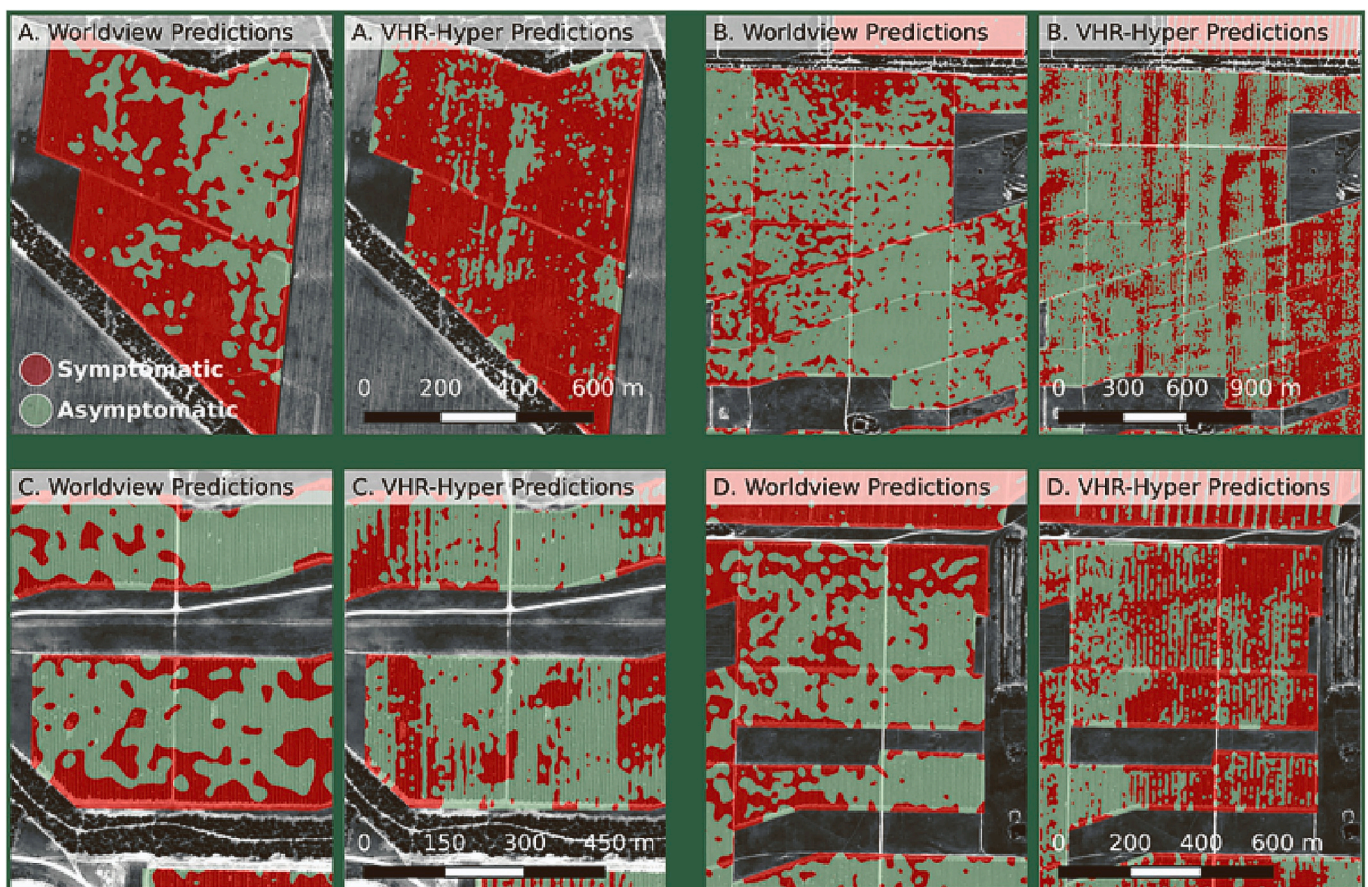 A. Worldview Predictions
A. VHR-Hyper Predictions
B. Worldview Predictions
B. VHR-Hyper Predictions
Symptomatic
Asymptomatic
0 200 400 600 m
0 300 600 900 m
C. Worldview Predictions
C. VHR-Hyper Predictions
D. Worldview Predictions
D. VHR-Hyper Predictions
0 150 300 450 m
0 200 400 600 m